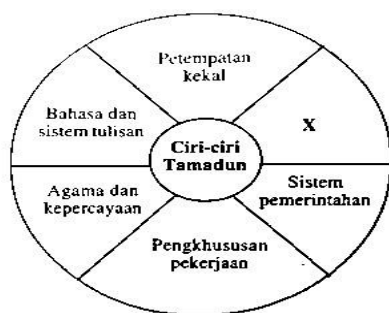 Petempatan
kekal
Bahasa dan
sistem tulisan
X
Ciri-ciri
Tamadun
Agama dan
kepercayaan
Sistem
pemerintahan
Pengkhususan
pekerjaan